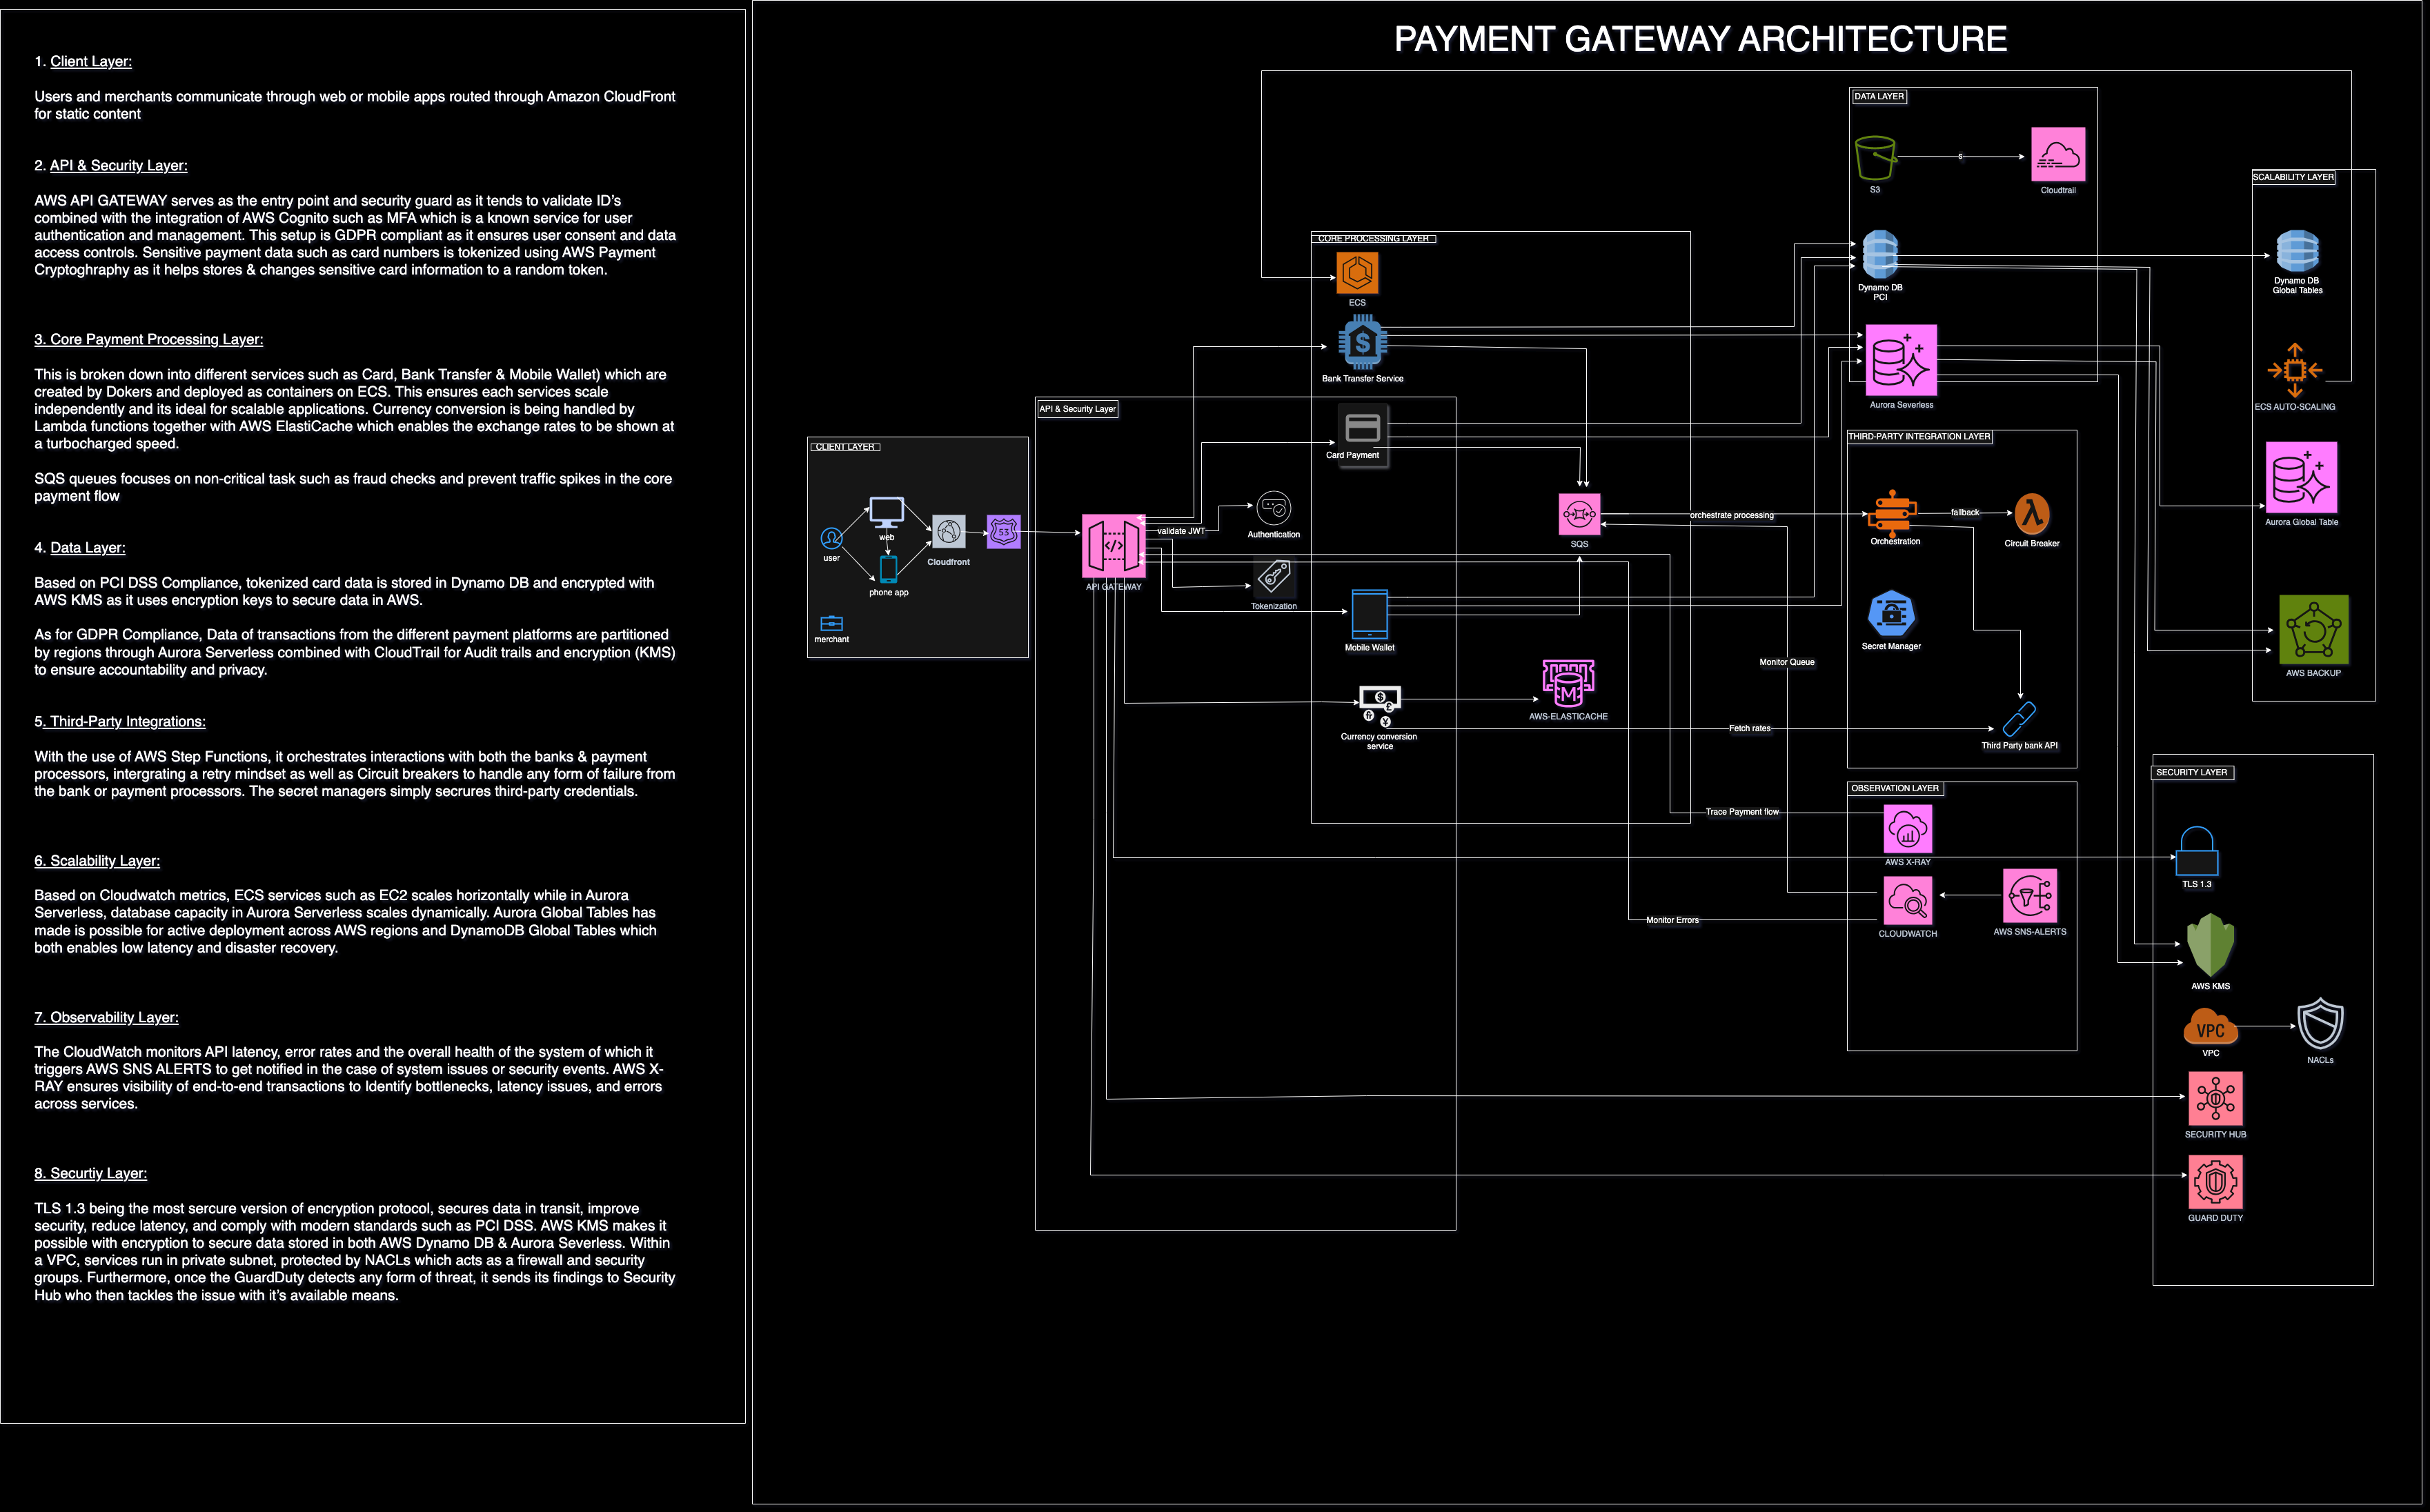 1. Client Layer:
Users and merchants communicate through web or mobile apps routed through Amazon CloudFront
for static content
2. API & Security Layer:
AWS API GATEWAY serves as the entry point and security guard as it tends to validate ID's
combined with the integration of AWS Cognito such as MFA which is a known service for user
authentication and management. This setup is GDPR compliant as it ensures user consent and data
access controls. Sensitive payment data such as card numbers is tokenized using AWS Payment
Cryptoghraphy as it helps stores & changes sensitive card information to a random token.
3. Core Payment Processing Layer:
This is broken down into different services such as Card, Bank Transfer & Mobile Wallet) which are
created by Dokers and deployed as containers on ECS. This ensures each services scale
independently and its ideal for scalable applications. Currency conversion is being handled by
Lambda functions together with AWS ElastiCache which enables the exchange rates to be shown at
a turbocharged speed.
SQS queues focuses on non-critical task such as fraud checks and prevent traffic spikes in the core
payment flow
4. Data Layer:
Based on PCI DSS Compliance, tokenized card data is stored in Dynamo DB and encrypted with
AWS KMS as it uses encryption keys to secure data in AWS.
As for GDPR Compliance, Data of transactions from the different payment platforms are partitioned
by regions through Aurora Serverless combined with CloudTrail for Audit trails and encryption (KMS)
to ensure accountability and privacy.
5. Third-Party Integrations:
With the use of AWS Step Functions, it orchestrates interactions with both the banks & payment
processors, intergrating a retry mindset as well as Circuit breakers to handle any form of failure from
the bank or payment processors. The secret managers simply secrures third-party credentials.
6. Scalability Layer:
Based on Cloudwatch metrics, ECS services such as EC2 scales horizontally while in Aurora
Serverless, database capacity in Aurora Serverless scales dynamically. Aurora Global Tables has
made is possible for active deployment across AWS regions and DynamoDB Global Tables which
both enables low latency and disaster recovery.
7. Observability Layer:
The CloudWatch monitors API latency, error rates and the overall health of the system of which it
triggers AWS SNS ALERTS to get notified in the case of system issues or security events. AWS X-
RAY ensures visibility of end-to-end transactions to Identify bottlenecks, latency issues, and errors
across services.
8. Securtiy Layer:
TLS 1.3 being the most sercure version of encryption protocol, secures data in transit, improve
security, reduce latency, and comply with modern standards such as PCI DSS. AWS KMS makes it
possible with encryption to secure data stored in both AWS Dynamo DB & Aurora Severless. Within
a VPC, services run in private subnet, protected by NACLs which acts as a firewall and security
groups. Furthermore, once the GuardDuty detects any form of threat, it sends its findings to Security
Hub who then tackles the issue with it's available means.
PAYMENT GATEWAY ARCHITECTURE
CLIENT LAYER
user
web
phone app
merchant
Cloudfront
53
API & Security Layer
API GATEWAY
validate JWT
Authentication
Tokenization
CORE PROCESSING LAYER
ECS
$
Bank Transfer Service
Card Payment
SQS
Mobile Wallet
M
AWS-ELASTICACHE
Currency conversion
service
orchestrate processing
Monitor Queue
Fetch rates
Trace Payment flow
Monitor Errors
DATA LAYER
S3
s
Cloudtrail
Dynamo DB
PCI
Aurora Severless
THIRD-PARTY INTEGRATION LAYER
Orchestration
fallback
Circuit Breaker
Secret Manager
Third Party bank API
OBSERVATION LAYER
AWS X-RAY
CLOUDWATCH
AWS SNS-ALERTS
SCALABILITY LAYER
Dynamo DB
Global Tables
ECS AUTO-SCALING
Aurora Global Table
AWS BACKUP
SECURITY LAYER
TLS 1.3
AWS KMS
VPC
VPC
NACLs
SECURITY HUB
GUARD DUTY